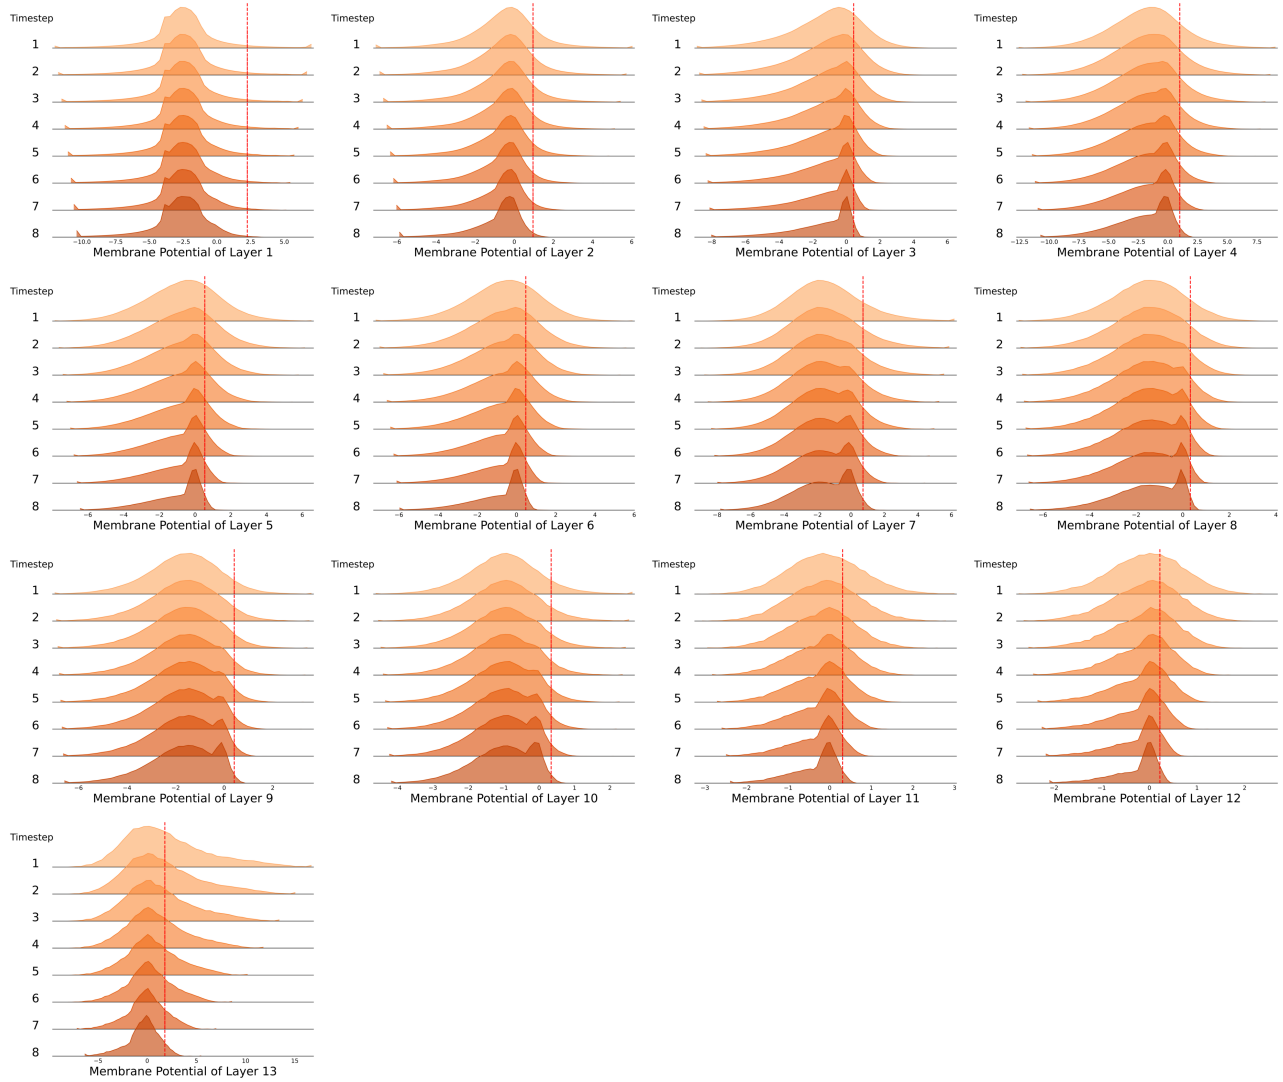 Timestep
1
2
3
4
5
6
7
8
−10.0 −7.5 −5.0 −2.5 0.0 2.5 5.0
Membrane Potential of Layer 1
Timestep
1
2
3
4
5
6
7
8
−6 −4 −2 0 2 4 6
Membrane Potential of Layer 2
Timestep
1
2
3
4
5
6
7
8
−8 −6 −4 −2 0 2 4 6
Membrane Potential of Layer 3
Timestep
1
2
3
4
5
6
7
8
−12.5 −10.0 −7.5 −5.0 −2.5 0.0 2.5 5.0 7.5
Membrane Potential of Layer 4
Timestep
1
2
3
4
5
6
7
8
−6 −4 −2 0 2 4 6
Membrane Potential of Layer 5
Timestep
1
2
3
4
5
6
7
8
−6 −4 −2 0 2 4 6
Membrane Potential of Layer 6
Timestep
1
2
3
4
5
6
7
8
−8 −6 −4 −2 0 2 4 6
Membrane Potential of Layer 7
Timestep
1
2
3
4
5
6
7
8
−6 −4 −2 0 2 4
Membrane Potential of Layer 8
Timestep
1
2
3
4
5
6
7
8
−6 −4 −2 0 2
Membrane Potential of Layer 9
Timestep
1
2
3
4
5
6
7
8
−4 −3 −2 −1 0 1 2
Membrane Potential of Layer 10
Timestep
1
2
3
4
5
6
7
8
−3 −2 −1 0 1 2 3
Membrane Potential of Layer 11
Timestep
1
2
3
4
5
6
7
8
−2 −1 0 1 2
Membrane Potential of Layer 12
Timestep
1
2
3
4
5
6
7
8
−5 0 5 10 15
Membrane Potential of Layer 13